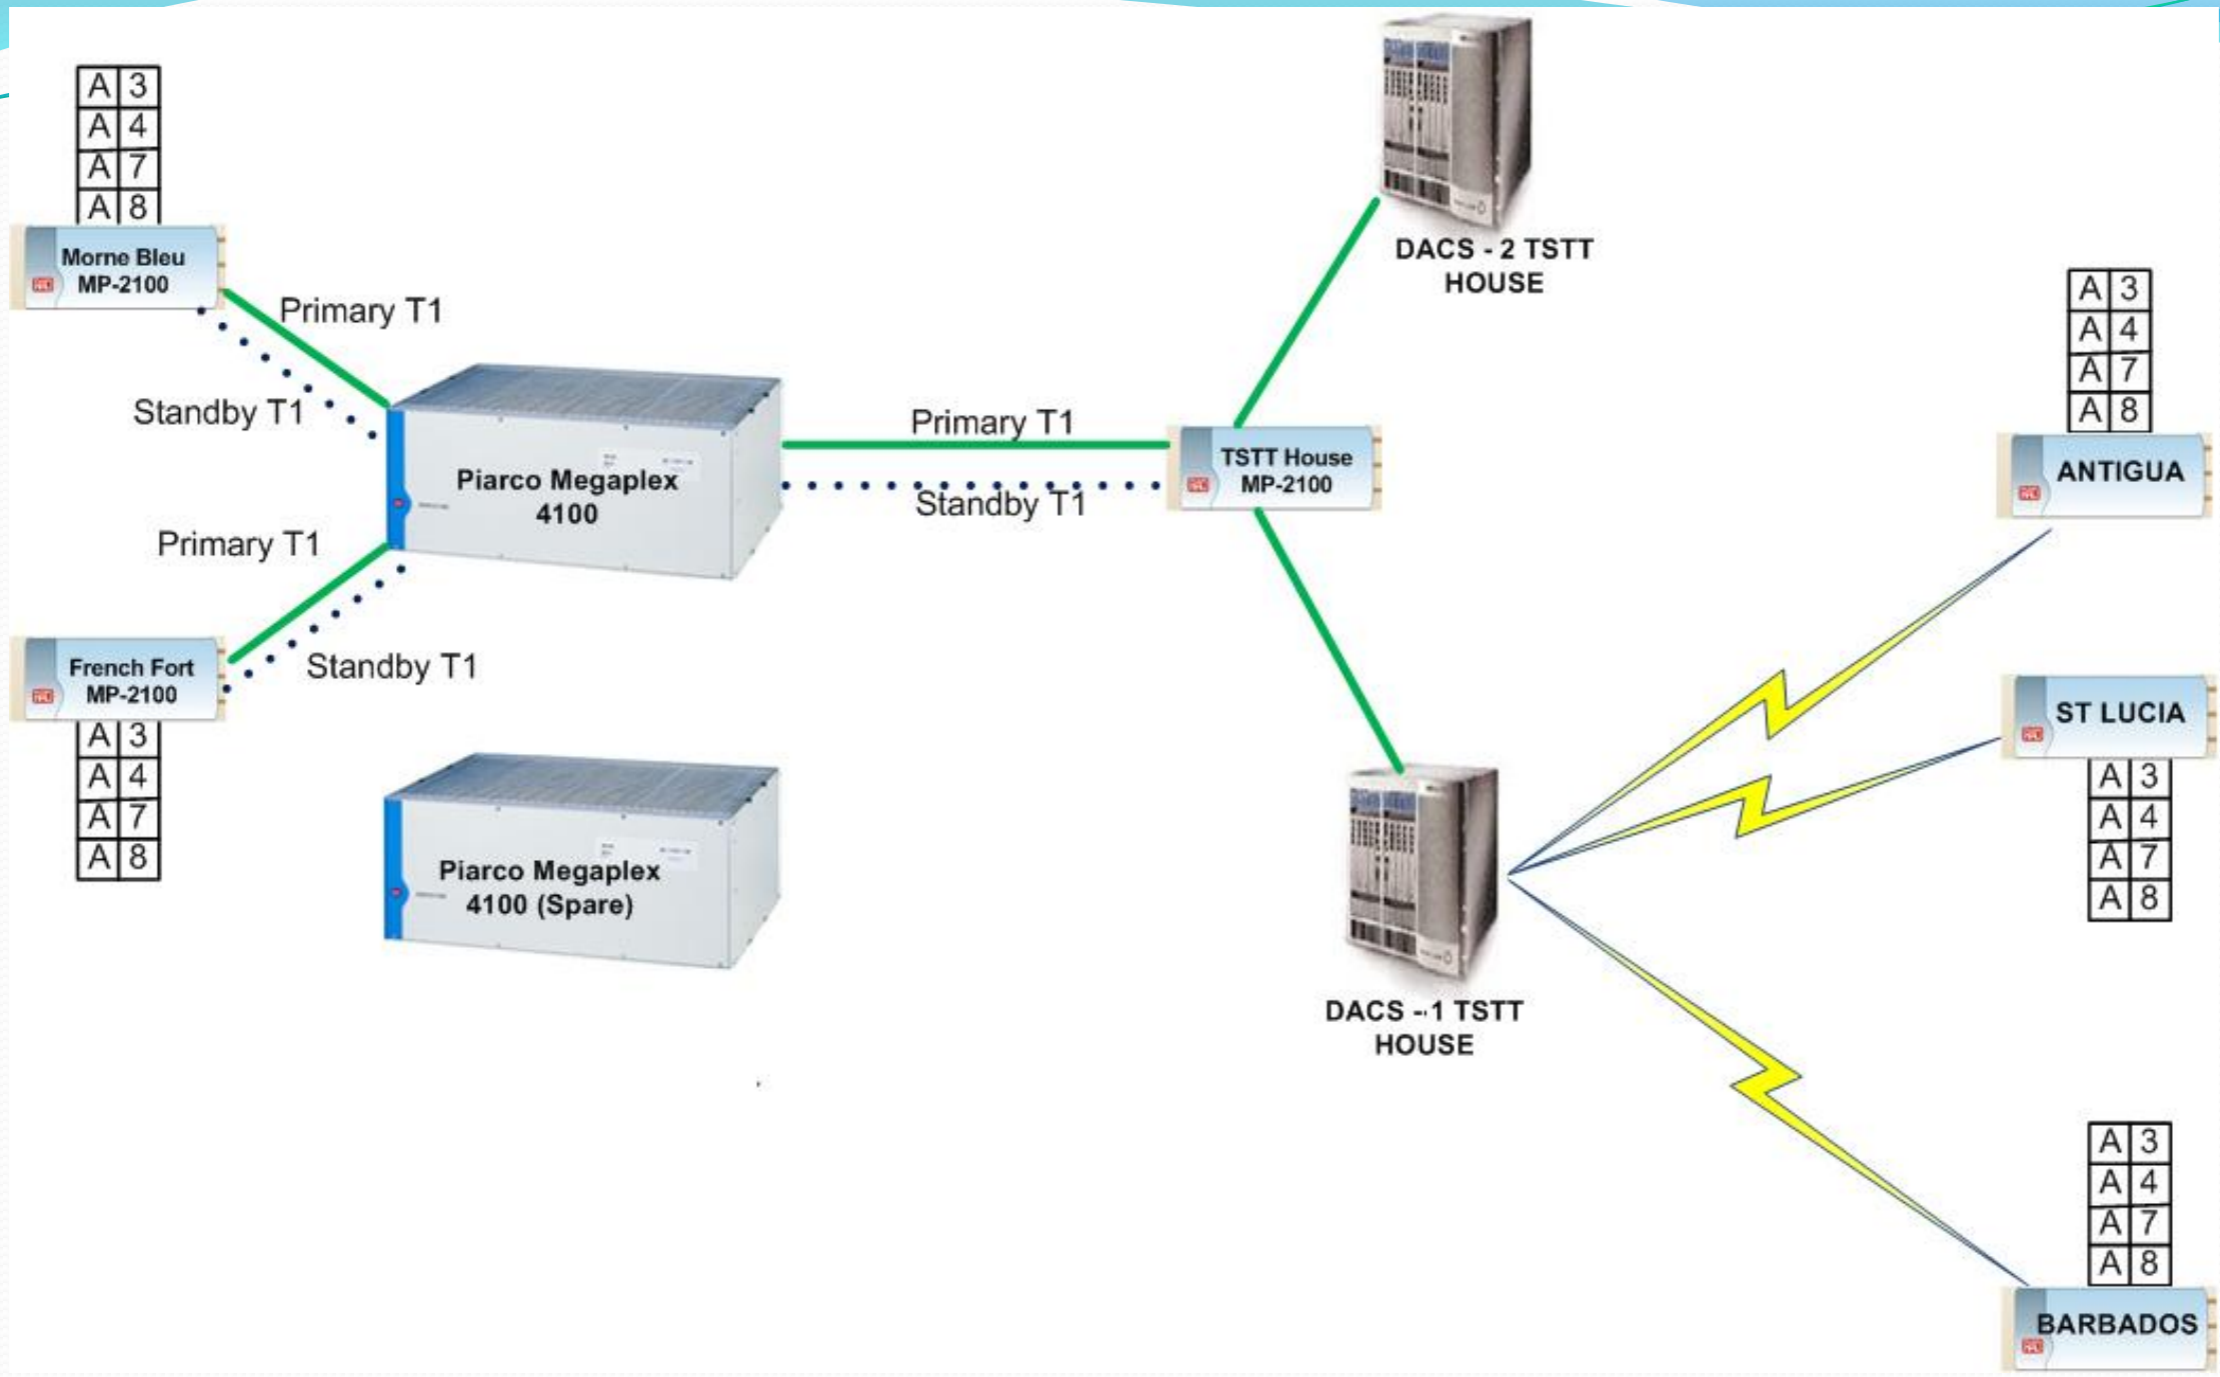 A 3
A 4
A 7
A 8
Morne Bleu
MP-2100
Primary T1
Standby T1
Piarco Megaplex
4100
Primary T1
Standby T1
French Fort
MP-2100
A 3
A 4
A 7
A 8
Piarco Megaplex
4100 (Spare)
Primary T1
Standby T1
TSTT House
MP-2100
DACS - 2 TSTT
HOUSE
DACS - 1 TSTT
HOUSE
A 3
A 4
A 7
A 8
ANTIGUA
ST LUCIA
A 3
A 4
A 7
A 8
A 3
A 4
A 7
A 8
BARBADOS